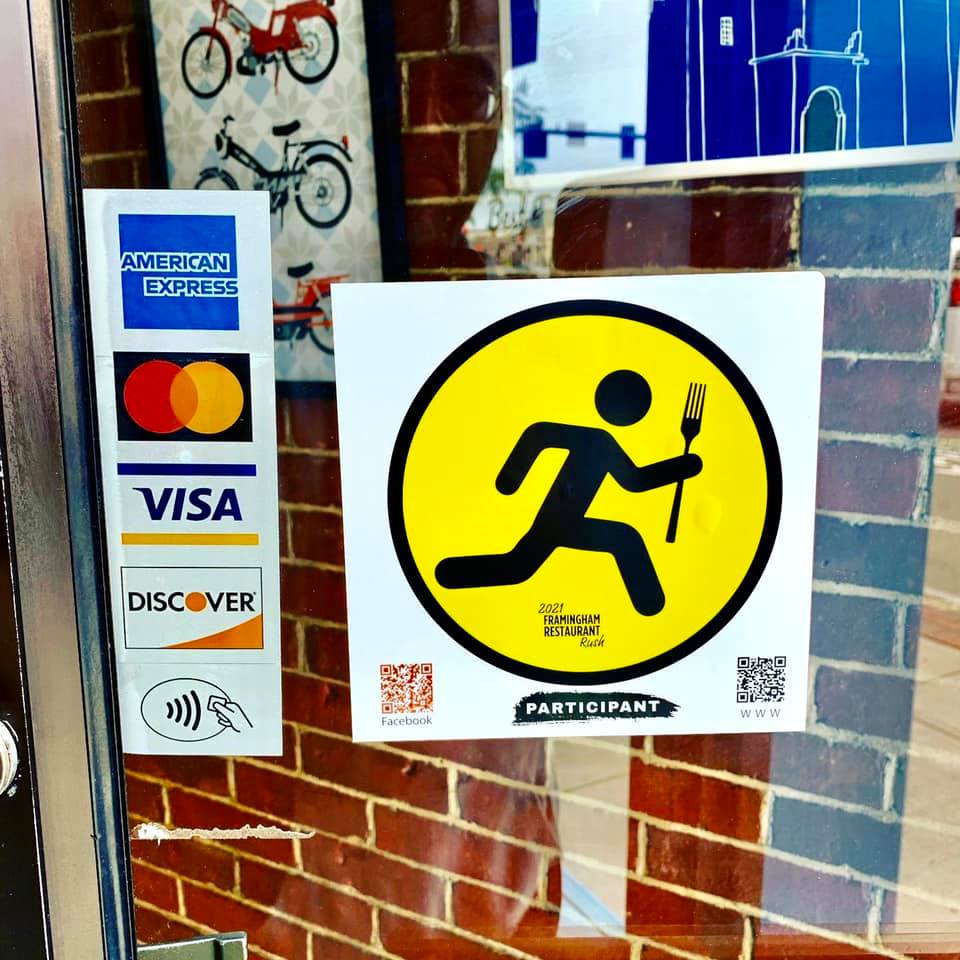 AMERICAN
EXPRESS
VISA
DISCOVER
2021
FRAMINGHAM
RESTAURANT
Rush
Facebook
PARTICIPANT
WWW